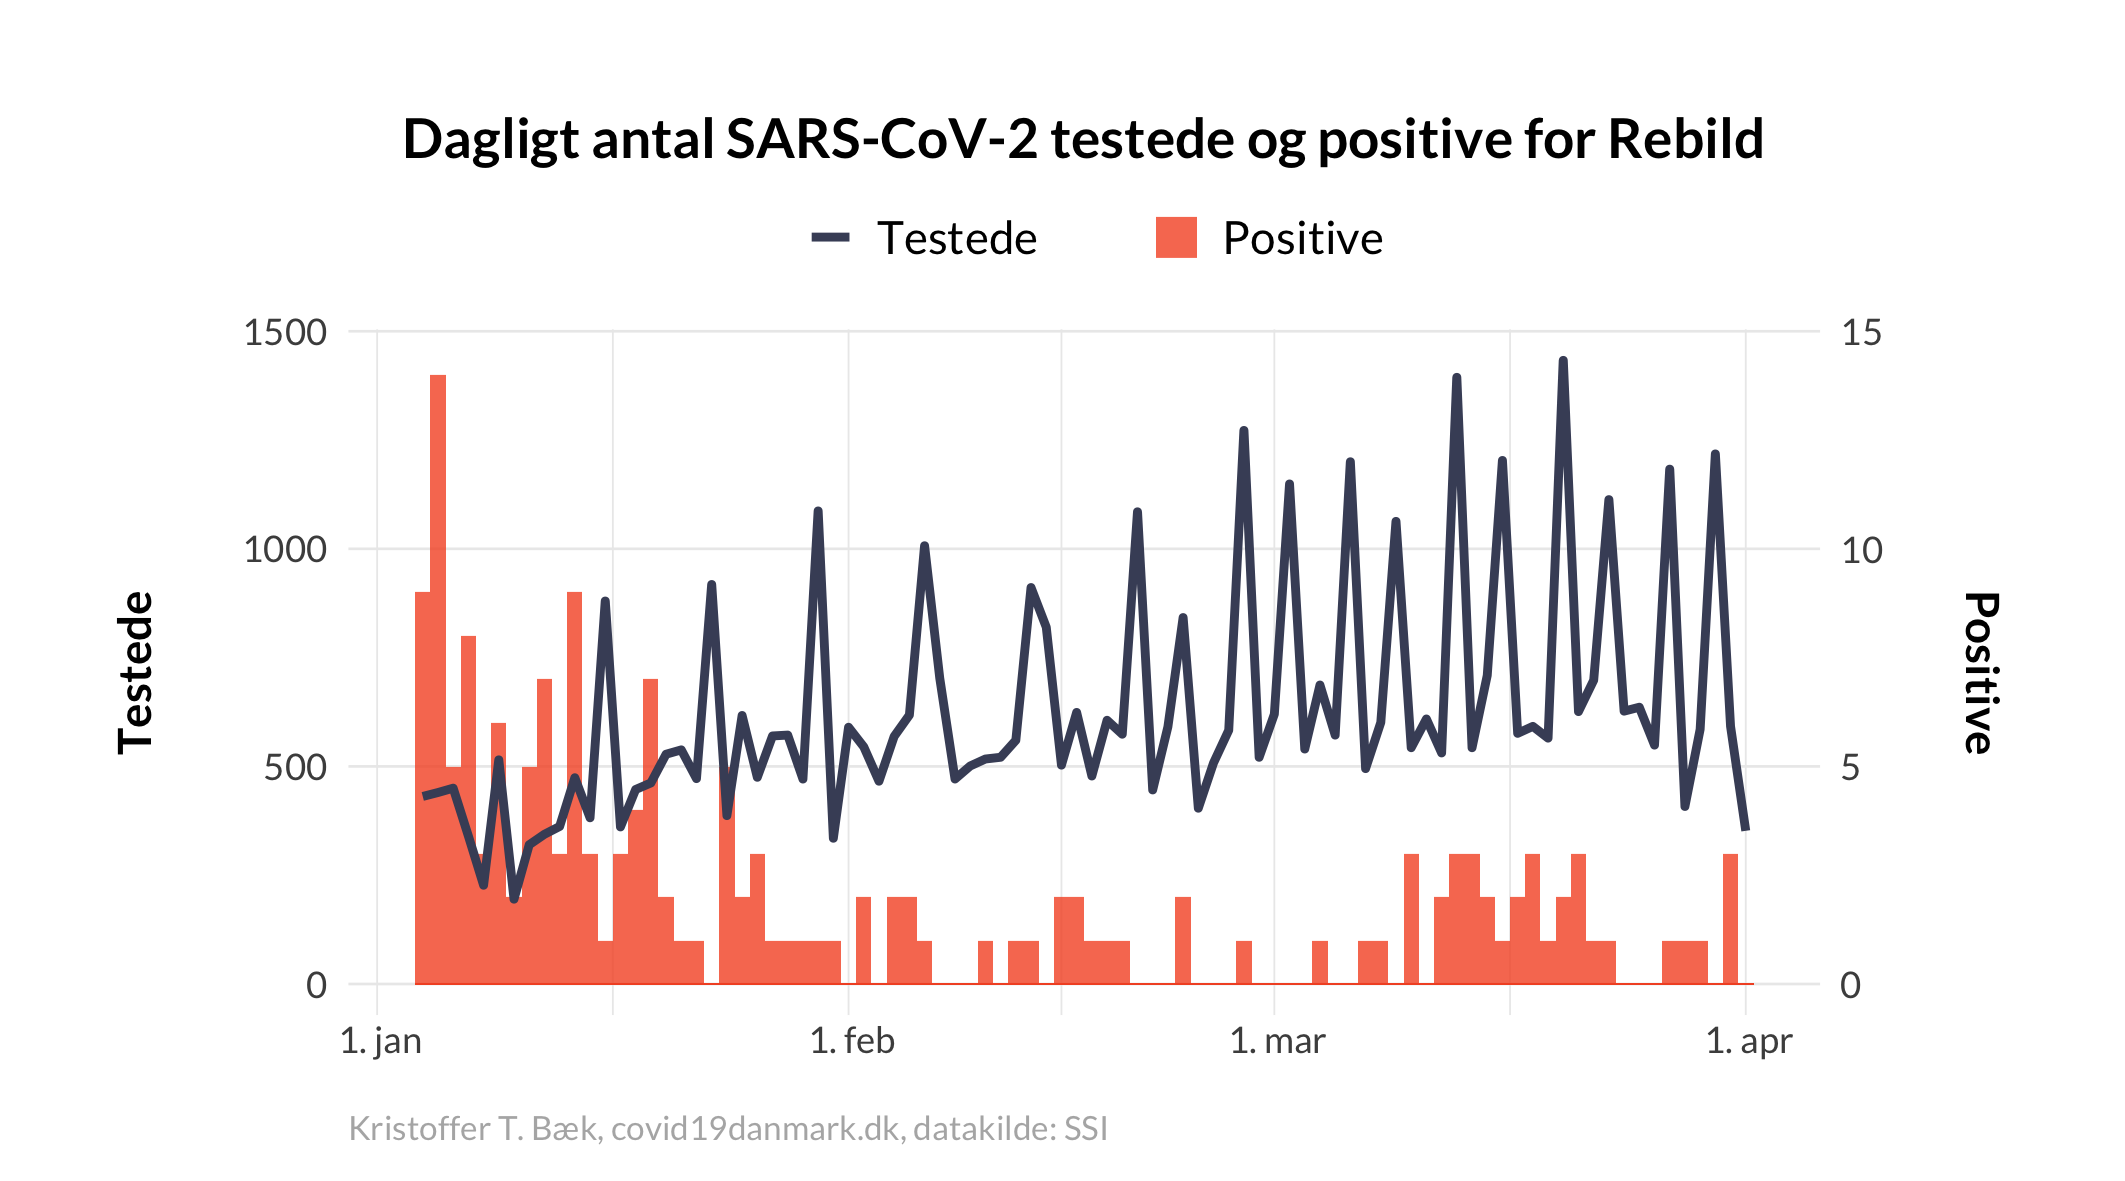 Dagligt antal SARS-CoV-2 testede og positive for Rebild
Testede Positive
1500
1000
500
0
Testede
15
10
5
0
Positive
1. jan 1. feb 1. mar 1. apr
Kristoffer T. Bæk, covid19danmark.dk, datakilde: SSI